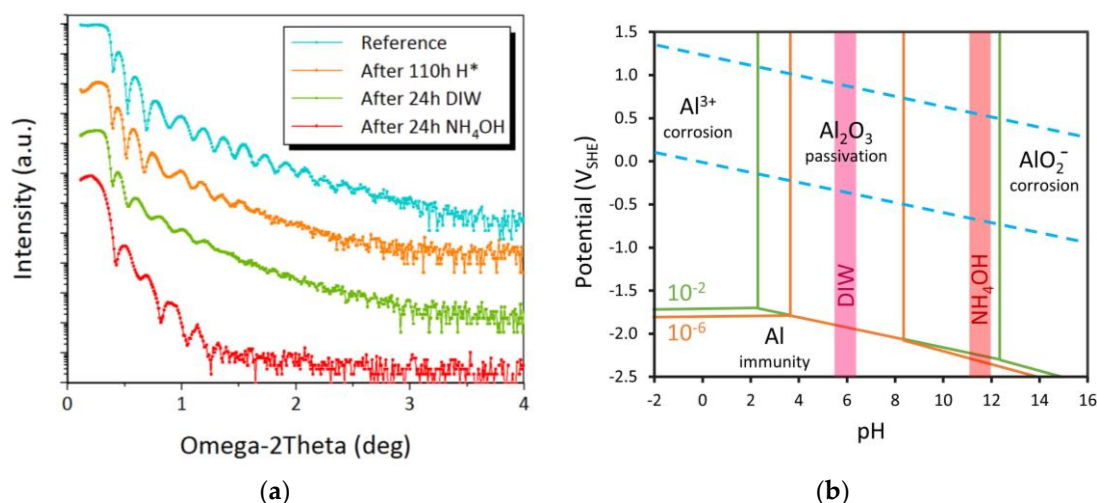 Intensity (a.u.)
Reference
After 110h H*
After 24h DIW
After 24h NH₄OH
0 1 2 3 4
Omega-2Theta (deg)
(a)
Potential (V_SHE)
1.5
1.0
0.5
0.0
-0.5
-1.0
-1.5
-2.0
-2.5
Al³⁺
corrosion
Al₂O₃
passivation
AlO₂⁻
corrosion
DIW
NH₄OH
10⁻²
10⁻⁶
Al
immunity
-2 0 2 4 6 8 10 12 14 16
pH
(b)